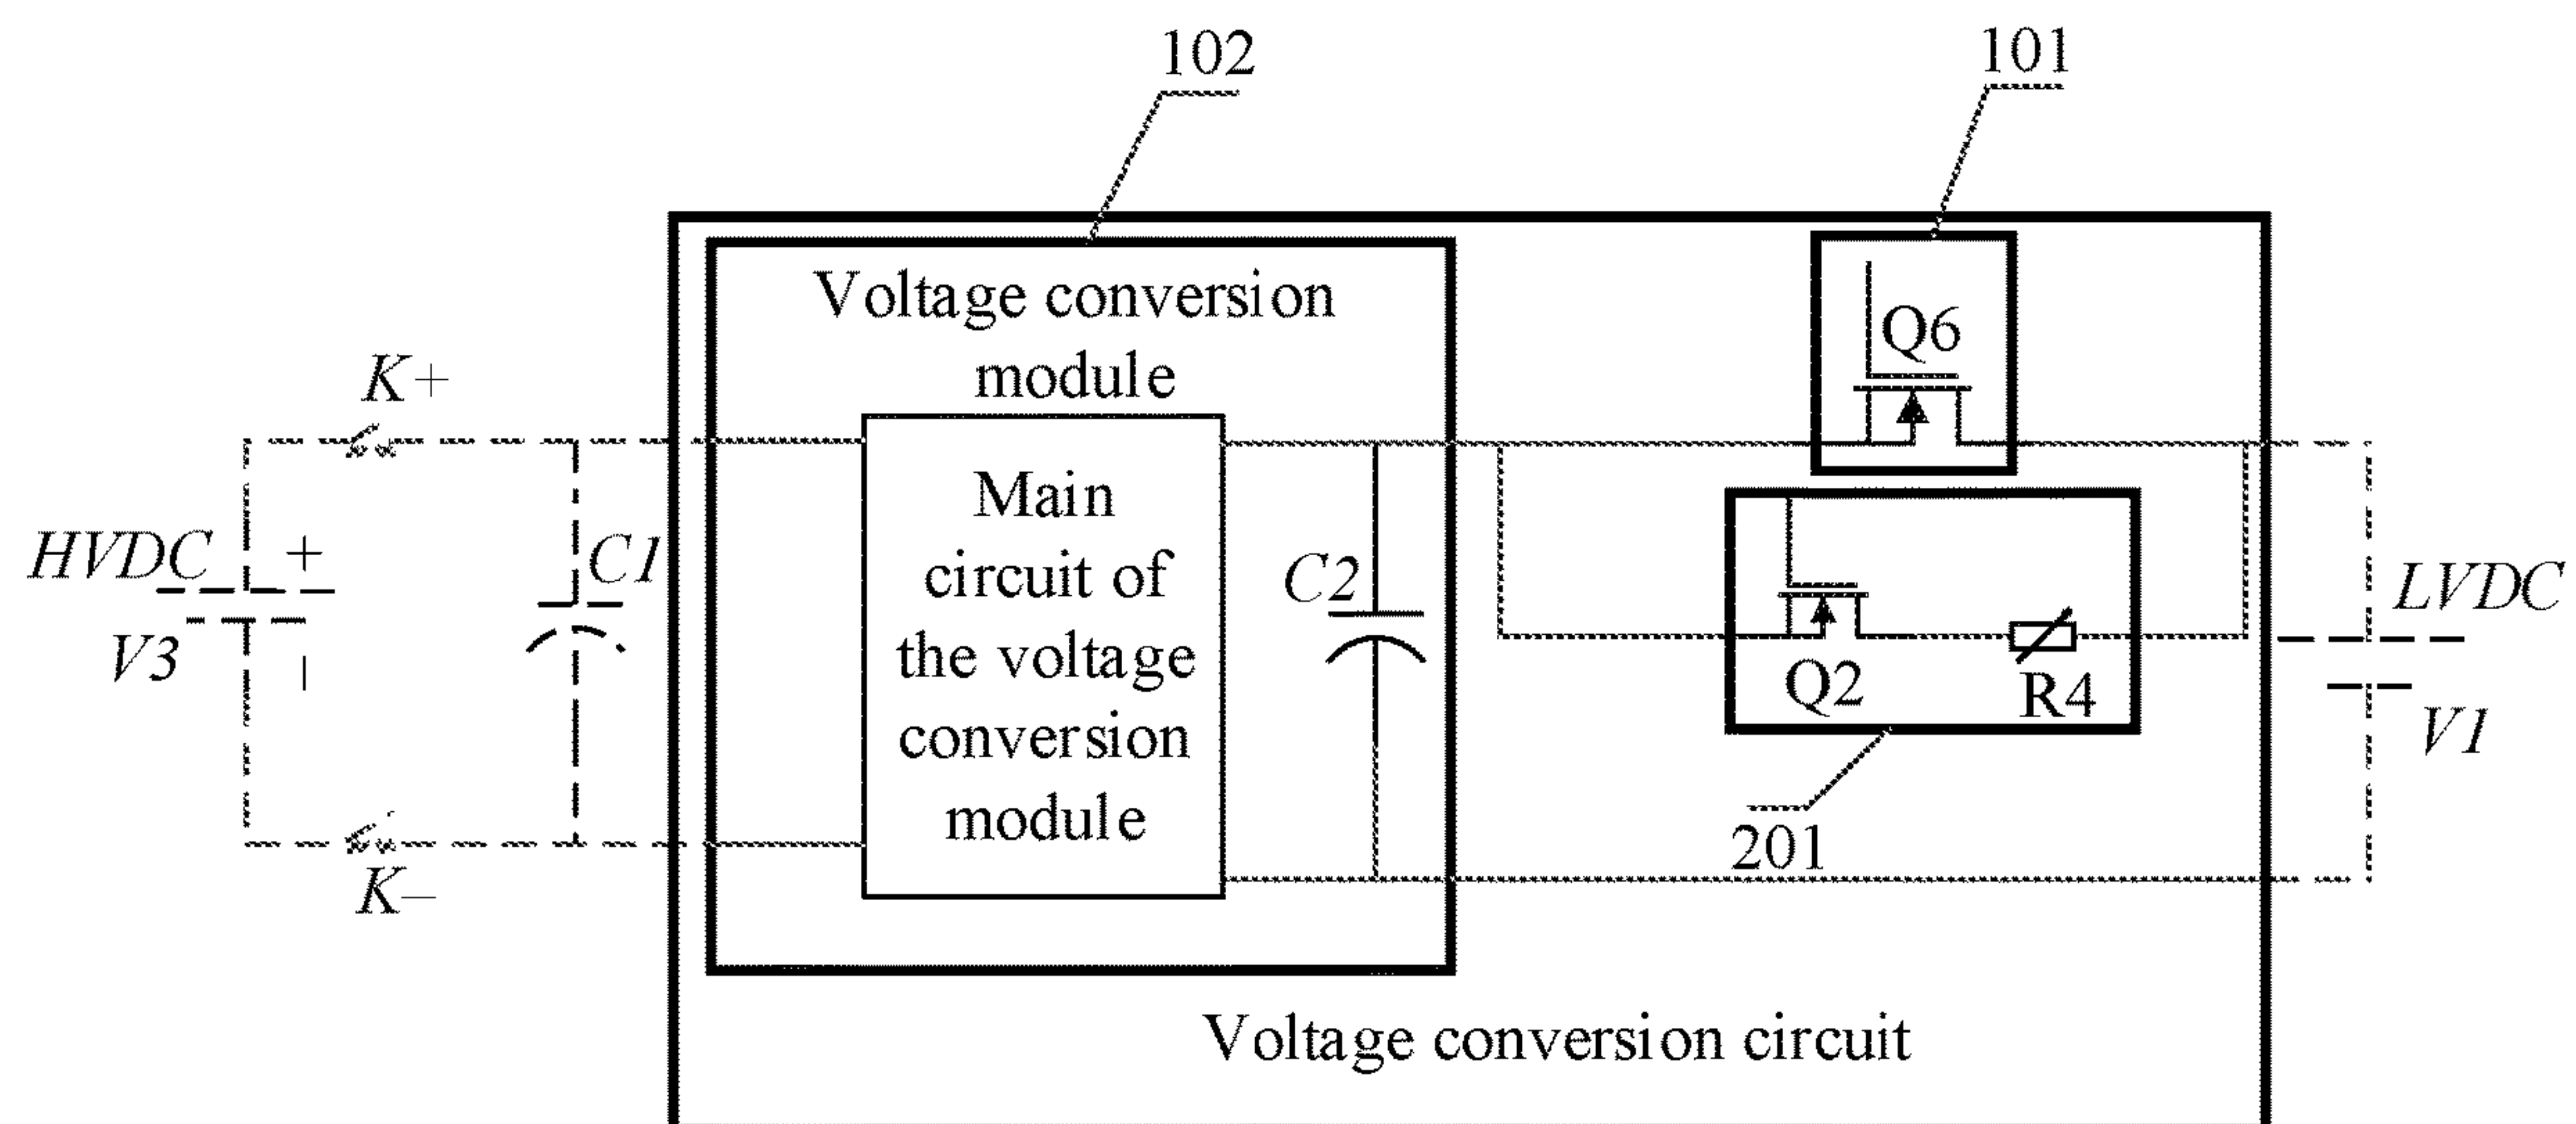 102
101
Voltage conversion
module
Q6
K+
Main
circuit of
the voltage
conversion
module
HVDC
+
V3
−
C1
C2
LVDC
V1
Q2
R4
201
K−
Voltage conversion circuit